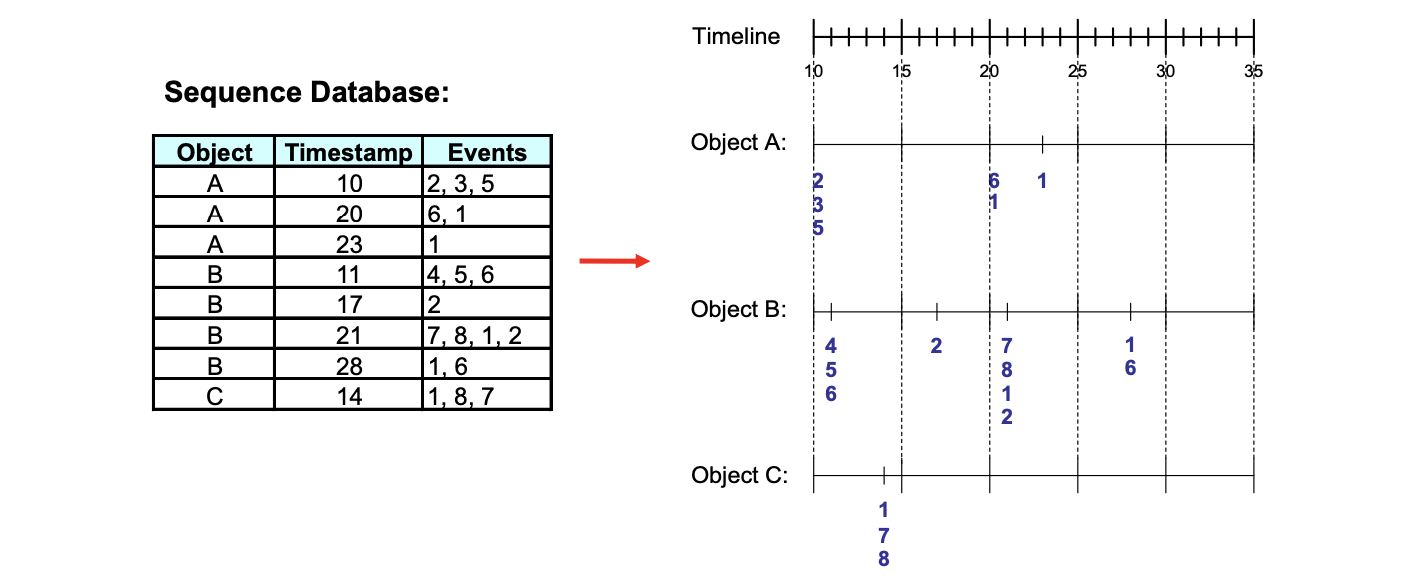 Sequence Database:
Object Timestamp Events
A 10 2, 3, 5
A 20 6, 1
A 23 1
B 11 4, 5, 6
B 17 2
B 21 7, 8, 1, 2
B 28 1, 6
C 14 1, 8, 7
Timeline
10 15 20 25 30 35
Object A:
2 6 1
3 1
5
Object B:
4 2 7 1
5 8 6
6 1
2
Object C:
1
7
8